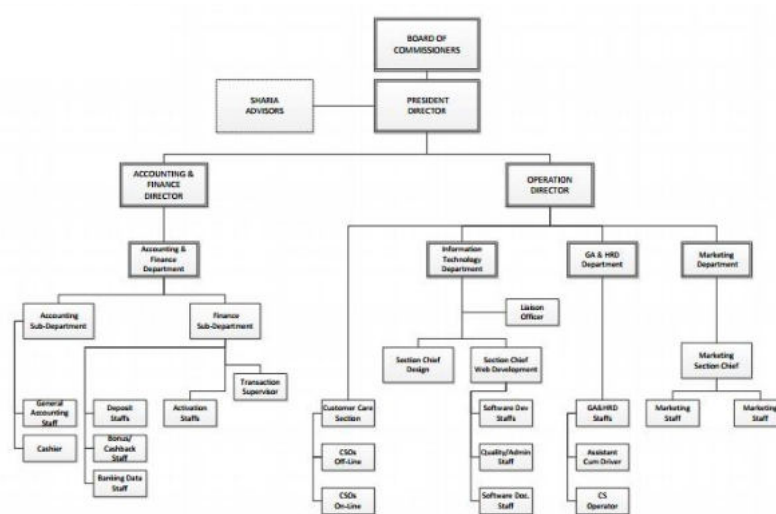 BOARD OF
COMMISSIONERS
SHARIA
ADVISORS
PRESIDENT
DIRECTOR
ACCOUNTING &
FINANCE
DIRECTOR
OPERATION
DIRECTOR
Accounting &
Finance
Department
Information
Technology
Department
GA & HRD
Department
Marketing
Department
Accounting
Sub-Department
Finance
Sub-Department
Liaison
Officer
Section Chief
Design
Section Chief
Web Development
Marketing
Section Chief
Transaction
Supervisor
General
Accounting
Staff
Deposit
Staffs
Activation
Staffs
Customer Care
Section
Software Dev
Staffs
GA&HRD
Staffs
Marketing
Staff
Marketing
Staff
Cashier
Bonus/
Cashback
Staff
CSOs
Off-Line
Quality/Admin
Staff
Assistant
Cum Driver
Banking Data
Staff
CSOs
On-Line
Software Doc.
Staff
CS
Operator